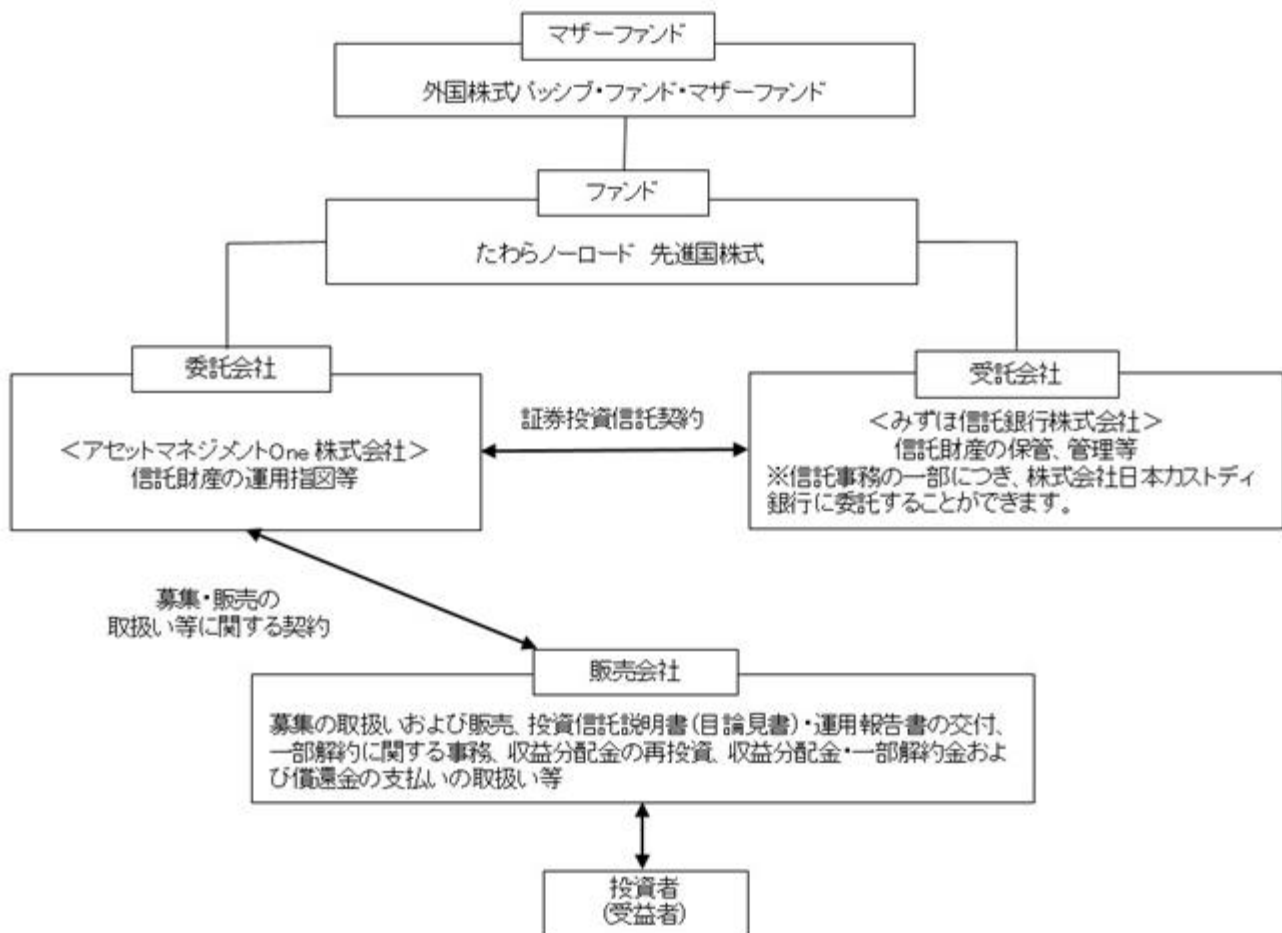 マザーファンド
外国株式パッシブ・ファンド・マザーファンド
ファンド
たわらノーロード 先進国株式
委託会社
<アセットマネジメントOne 株式会社>
信託財産の運用指図等
証券投資信託契約
受託会社
<みずほ信託銀行株式会社>
信託財産の保管、管理等
※信託事務の一部につき、株式会社日本カストディ
銀行に委託することができます。
募集・販売の
取扱い等に関する契約
販売会社
募集の取扱いおよび販売、投資信託説明書(目論見書)・運用報告書の交付、
一部解約に関する事務、収益分配金の再投資、収益分配金・一部解約金およ
び償還金の支払いの取扱い等
投資者
(受益者)